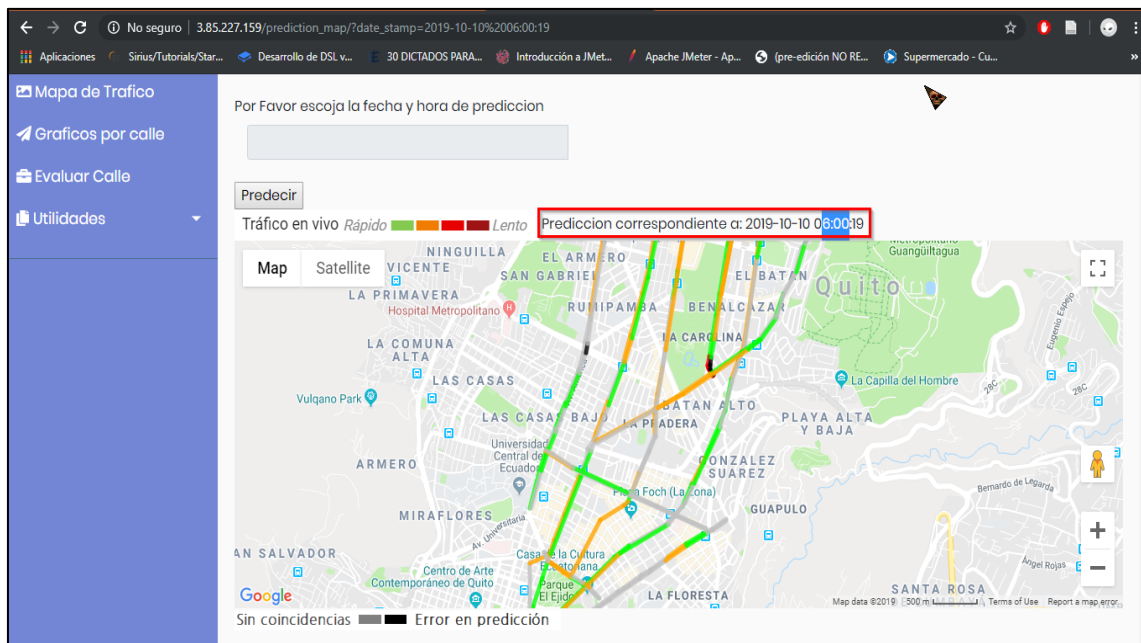 No seguro | 3.85.227.159/prediction_map/?date_stamp=2019-10-10%2006:00:19
Aplicaciones
Sirius/Tutorials/Star...
Desarrollo de DSL v...
30 DICTADOS PARA...
Introducción a JMet...
Apache JMeter - Ap...
(pre-edición NO RE...
Supermercado - Cu...
»
Mapa de Trafico
Graficos por calle
Evaluar Calle
Utilidades
Por Favor escoja la fecha y hora de prediccion
Predecir
Tráfico en vivo Rápido Lento
Prediccion correspondiente a: 2019-10-10 06:00:19
Map Satellite
NINGUILLA
VICENTE
EL ARMERO
SAN GABRIEL
EL BATAN
Metropolitano
Guangüiltagua
Quito
LA PRIMAVERA
Hospital Metropolitano
RUMIPAMBA
BENALCAZAR
Eugenio Espejo
LA COMUNA
ALTA
LA CAROLINA
LAS CASAS
La Capilla del Hombre
28C
28C
Vulqano Park
LAS CASAS BAJO
LA PRADERA
BATAN ALTO
PLAYA ALTA
Y BAJA
Universidad
Central del
Ecuador
ARMERO
GONZALEZ
SUAREZ
Bernardo de Legarda
Plaza Foch (La Zona)
MIRAFLORES
GUAPULO
Av. Universitaria
AN SALVADOR
Casa de la Cultura
Ecuatoriana
Centro de Arte
Contemporáneo de Quito
Parque
El Ejido
LA FLORESTA
Angel Rojas
SANTA ROSA
Google
Map data ©2019 500 m Terms of Use Report a map error
Sin coincidencias Error en predicción